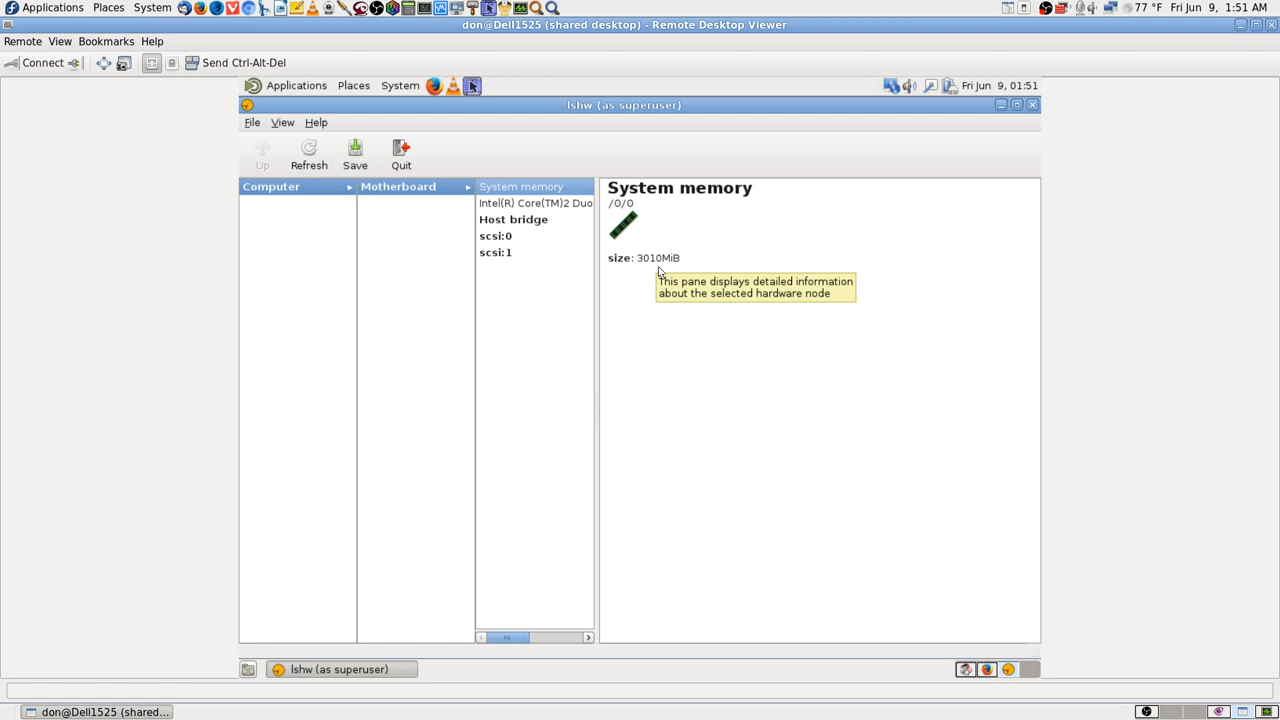 Applications Places System 77 °F Fri Jun 9, 1:51 AM
don@Dell1525 (shared desktop) - Remote Desktop Viewer
Remote View Bookmarks Help
Connect Send Ctrl-Alt-Del
Applications Places System Fri Jun 9, 01:51
lshw (as superuser)
File View Help
Up Refresh Save Quit
Computer Motherboard System memory
Intel(R) Core(TM)2 Duo
Host bridge
scsi:0
scsi:1
System memory
/0/0
size: 3010MiB
This pane displays detailed information
about the selected hardware node
lshw (as superuser)
don@Dell1525 (shared...